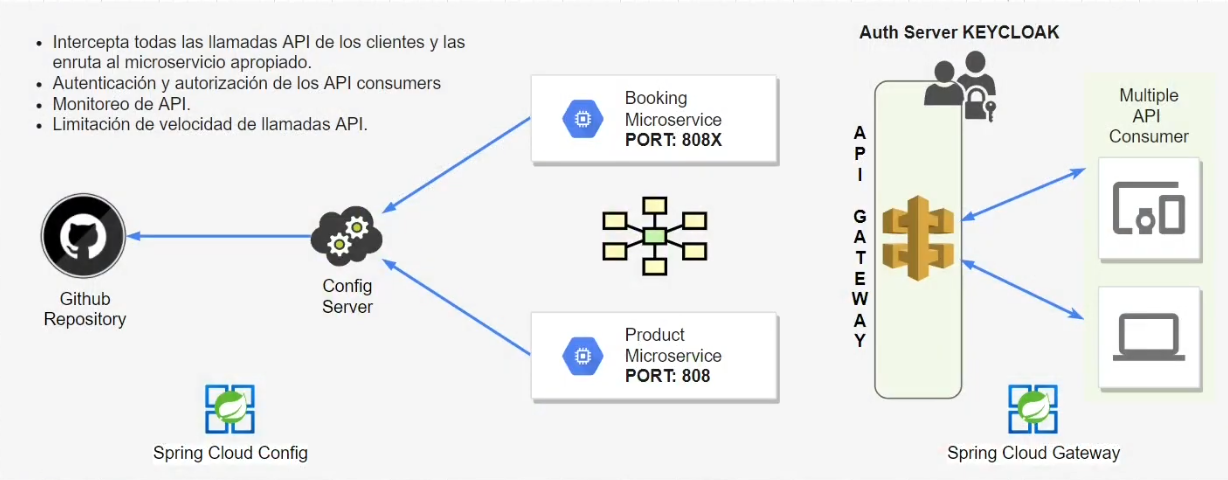 Intercepta todas las llamadas API de los clientes y las
enruta al microservicio apropiado.
Autenticación y autorización de los API consumers
Monitoreo de API.
Limitación de velocidad de llamadas API.
Github
Repository
Config
Server
Booking
Microservice
PORT: 808X
Product
Microservice
PORT: 808
Auth Server KEYCLOAK
API GATEWAY
Multiple
API
Consumer
Spring Cloud Config
Spring Cloud Gateway